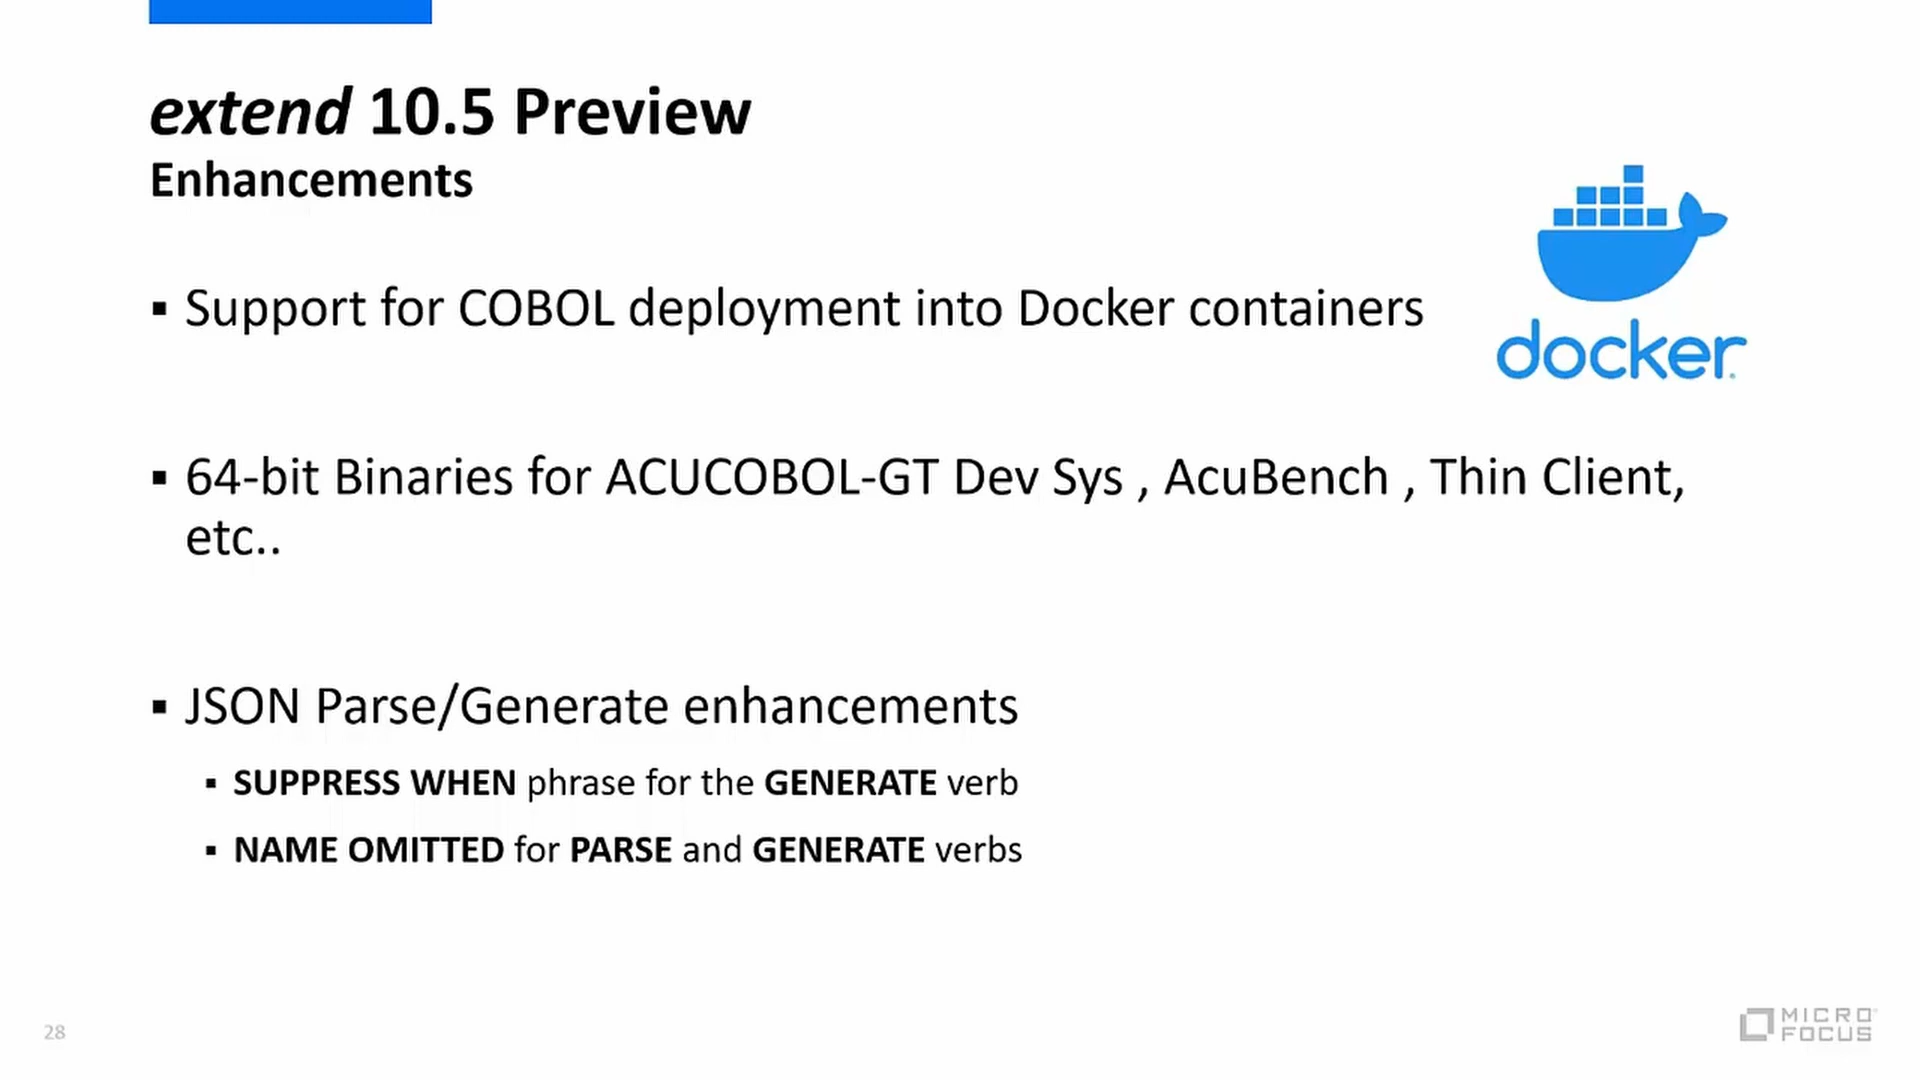 extend 10.5 Preview
Enhancements
▪ Support for COBOL deployment into Docker containers
docker
▪ 64-bit Binaries for ACUCOBOL-GT Dev Sys , AcuBench , Thin Client,
etc..
▪ JSON Parse/Generate enhancements
▪ SUPPRESS WHEN phrase for the GENERATE verb
▪ NAME OMITTED for PARSE and GENERATE verbs
28
MICRO
FOCUS